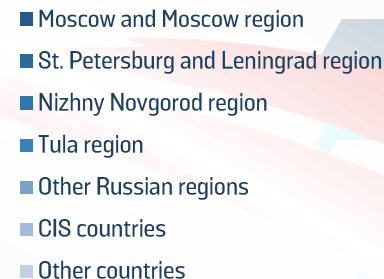 Moscow and Moscow region
St. Petersburg and Leningrad region
Nizhny Novgorod region
Tula region
Other Russian regions
CIS countries
Other countries